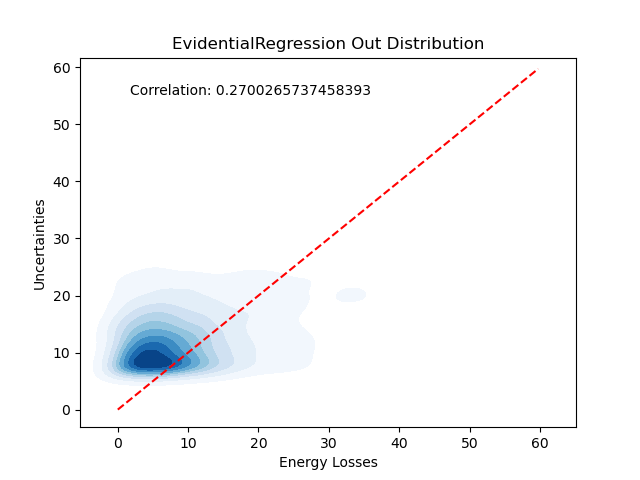 EvidentialRegression Out Distribution
Correlation: 0.2700265737458393
60
50
40
30
20
10
0
Uncertainties
0 10 20 30 40 50 60
Energy Losses